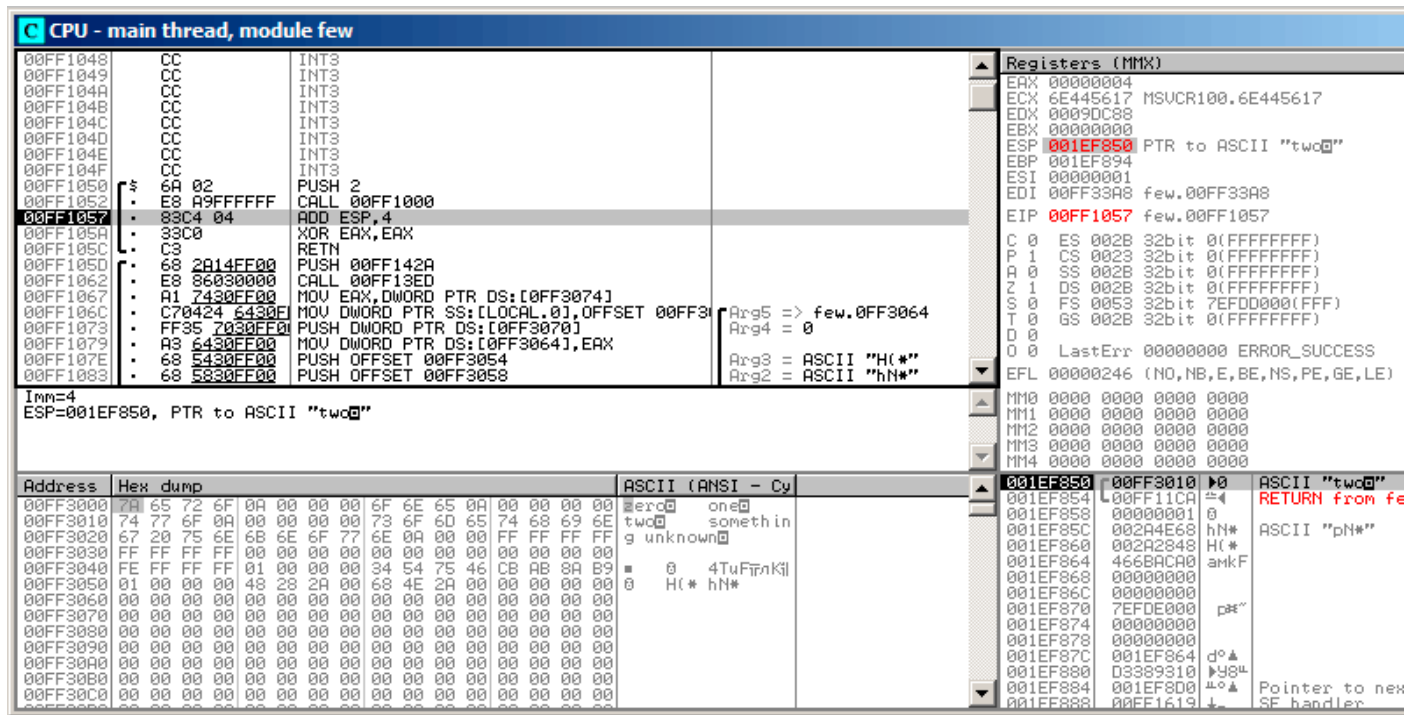 CPU - main thread, module few
00FF1048 CC INT3
00FF1049 CC INT3
00FF104A CC INT3
00FF104B CC INT3
00FF104C CC INT3
00FF104D CC INT3
00FF104E CC INT3
00FF104F CC INT3
00FF1050 $ 6A 02 PUSH 2
00FF1052 . E8 A9FFFFFF CALL 00FF1000
00FF1057 . 83C4 04 ADD ESP,4
00FF105A . 33C0 XOR EAX,EAX
00FF105C . C3 RETN
00FF105D . 68 2A14FF00 PUSH 00FF142A
00FF1062 . E8 86030000 CALL 00FF13ED
00FF1067 . A1 7430FF00 MOV EAX,DWORD PTR DS:[0FF3074]
00FF106C . C70424 6430F MOV DWORD PTR SS:[LOCAL.0],OFFSET 00FF3 Arg5 => few.0FF3064
00FF1073 . FF35 7030FF0 PUSH DWORD PTR DS:[0FF3070] Arg4 = 0
00FF1079 . A3 6430FF00 MOV DWORD PTR DS:[0FF3064],EAX
00FF107E . 68 5430FF00 PUSH OFFSET 00FF3054 Arg3 = ASCII "H(*"
00FF1083 . 68 5830FF00 PUSH OFFSET 00FF3058 Arg2 = ASCII "hN*"
Imm=4
ESP=001EF850, PTR to ASCII "two◙"
Registers (MMX)
EAX 00000004
ECX 6E445617 MSVCR100.6E445617
EDX 0009DC88
EBX 00000000
ESP 001EF850 PTR to ASCII "two◙"
EBP 001EF894
ESI 00000001
EDI 00FF33A8 few.00FF33A8
EIP 00FF1057 few.00FF1057
C 0 ES 002B 32bit 0(FFFFFFFF)
P 1 CS 0023 32bit 0(FFFFFFFF)
A 0 SS 002B 32bit 0(FFFFFFFF)
Z 1 DS 002B 32bit 0(FFFFFFFF)
S 0 FS 0053 32bit 7EFDD000(FFF)
T 0 GS 002B 32bit 0(FFFFFFFF)
D 0
O 0 LastErr 00000000 ERROR_SUCCESS
EFL 00000246 (NO,NB,E,BE,NS,PE,GE,LE)
MM0 0000 0000 0000 0000
MM1 0000 0000 0000 0000
MM2 0000 0000 0000 0000
MM3 0000 0000 0000 0000
MM4 0000 0000 0000 0000
Address Hex dump ASCII (ANSI - Cy
00FF3000 7A 65 72 6F 0A 00 00 00 6F 6E 65 0A 00 00 00 00 zero◙ one◙
00FF3010 74 77 6F 0A 00 00 00 00 73 6F 6D 65 74 68 69 6E two◙ somethin
00FF3020 67 20 75 6E 6B 6E 6F 77 6E 0A 00 00 FF FF FF FF g unknown◙
00FF3030 FF FF FF FF 00 00 00 00 00 00 00 00 00 00 00 00
00FF3040 FE FF FF FF 01 00 00 00 34 54 75 46 CB AB 8A B9
00FF3050 01 00 00 00 48 28 2A 00 68 4E 2A 00 00 00 00 00 H(* hN*
00FF3060 00 00 00 00 00 00 00 00 00 00 00 00 00 00 00 00
00FF3070 00 00 00 00 00 00 00 00 00 00 00 00 00 00 00 00
00FF3080 00 00 00 00 00 00 00 00 00 00 00 00 00 00 00 00
00FF3090 00 00 00 00 00 00 00 00 00 00 00 00 00 00 00 00
00FF30A0 00 00 00 00 00 00 00 00 00 00 00 00 00 00 00 00
00FF30B0 00 00 00 00 00 00 00 00 00 00 00 00 00 00 00 00
00FF30C0 00 00 00 00 00 00 00 00 00 00 00 00 00 00 00 00
001EF850 00FF3010 ►0 ASCII "two◙"
001EF854 00FF11CA RETURN from fe
001EF858 00000001
001EF85C 002A4E68 hN* ASCII "pN*"
001EF860 002A2848 H(*
001EF864 466BACA0
001EF868 00000000
001EF86C 00000000
001EF870 7EFDE000
001EF874 00000000
001EF878 00000000
001EF87C 001EF864
001EF880 D3389310
001EF884 001EF8D0 Pointer to nex
001EF888 00FF1619 SE handler